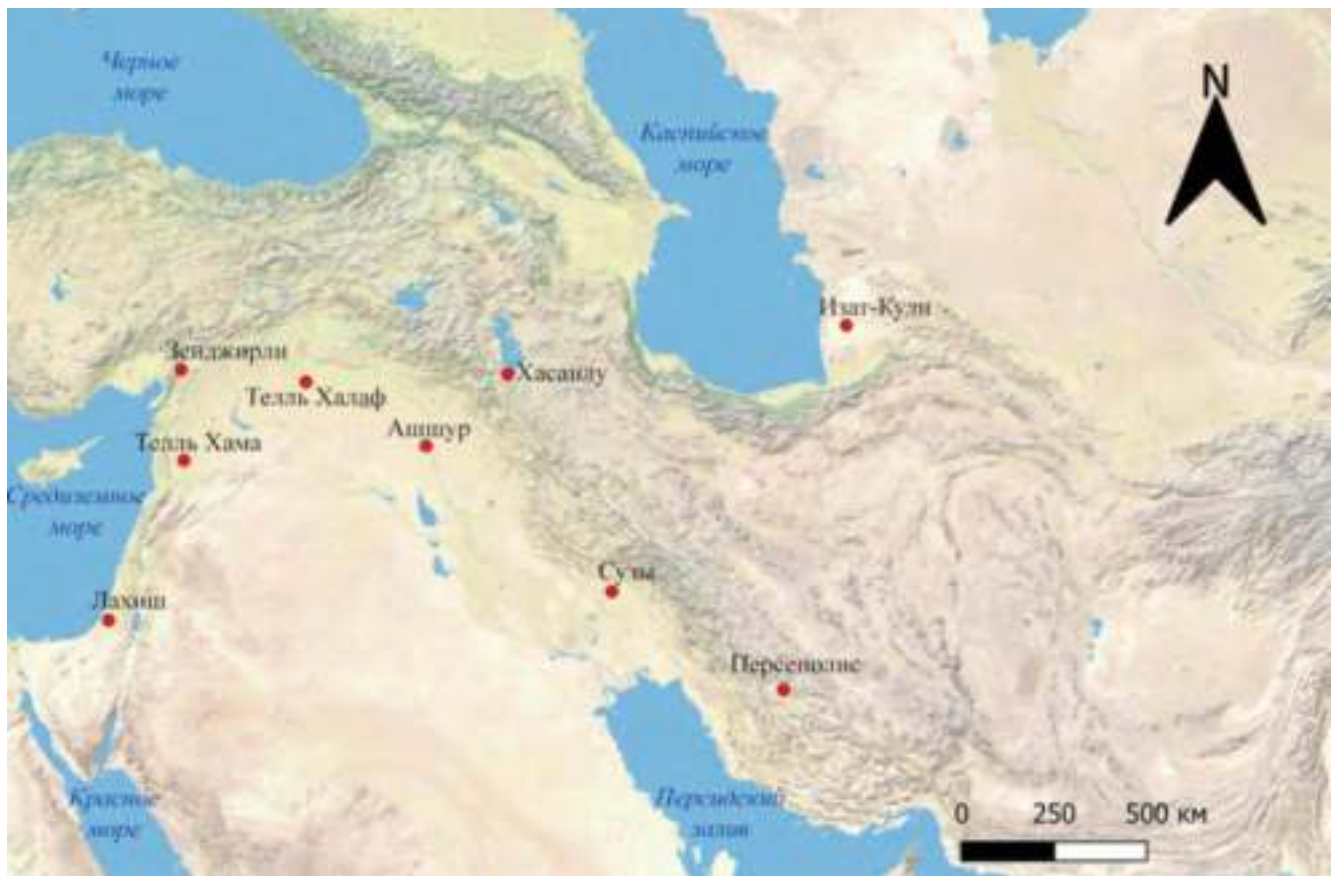 Черное
море
Каспийское
море
N
Изат-Кули
Зенджирли
Хасанлу
Телль Халаф
Ашшур
Телль Хама
Средиземное
море
Сузы
Лахиш
Персеполис
Красное
море
Персидский
залив
0 250 500 км